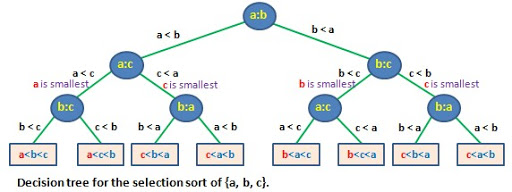 a:b
a < b b < a
a:c b:c
a < c c < a b < c c < b
a is smallest c is smallest b is smallest c is smallest
b:c b:a a:c b:a
b < c c < b b < a a < b a < c c < a b < a a < b
a<b<c a<c<b c<b<a c<a<b b<a<c b<c<a c<b<a c<a<b
Decision tree for the selection sort of {a, b, c}.